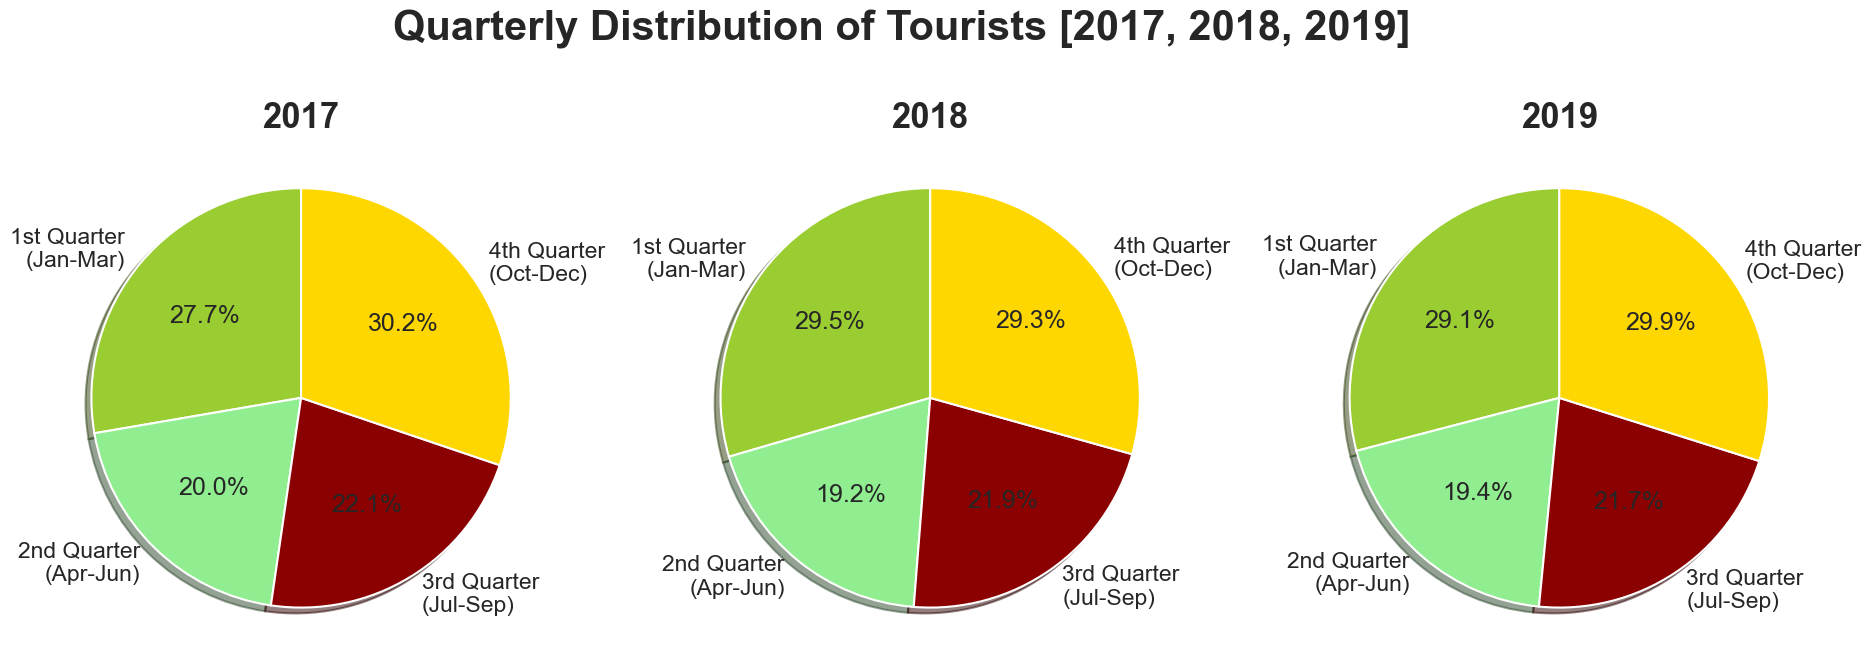 Quarterly Distribution of Tourists [2017, 2018, 2019]
2017
1st Quarter
(Jan-Mar)
27.7%
4th Quarter
(Oct-Dec)
30.2%
2nd Quarter
(Apr-Jun)
20.0%
3rd Quarter
(Jul-Sep)
22.1%
2018
1st Quarter
(Jan-Mar)
29.5%
4th Quarter
(Oct-Dec)
29.3%
2nd Quarter
(Apr-Jun)
19.2%
3rd Quarter
(Jul-Sep)
21.9%
2019
1st Quarter
(Jan-Mar)
29.1%
4th Quarter
(Oct-Dec)
29.9%
2nd Quarter
(Apr-Jun)
19.4%
3rd Quarter
(Jul-Sep)
21.7%